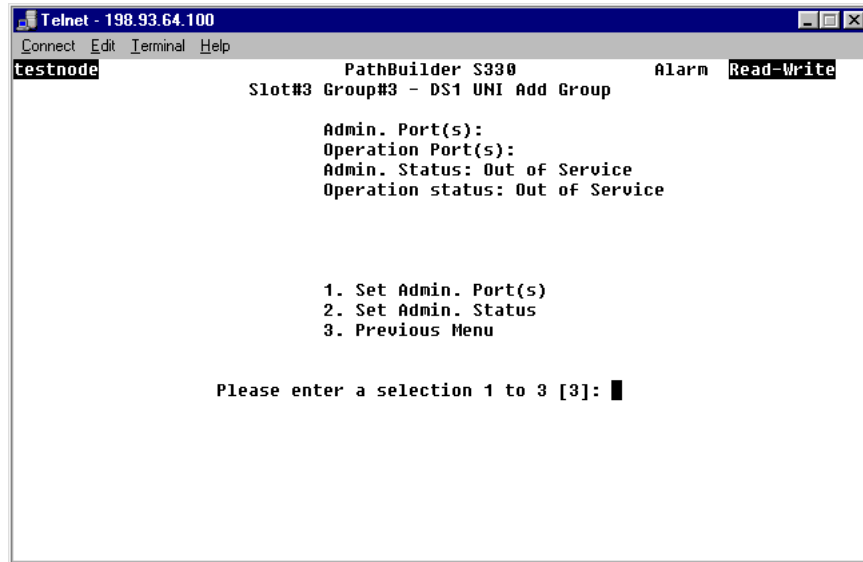 Telnet - 198.93.64.100
Connect Edit Terminal Help
testnode PathBuilder S330 Alarm Read-Write
Slot#3 Group#3 - DS1 UNI Add Group
Admin. Port(s):
Operation Port(s):
Admin. Status: Out of Service
Operation status: Out of Service
1. Set Admin. Port(s)
2. Set Admin. Status
3. Previous Menu
Please enter a selection 1 to 3 [3]: